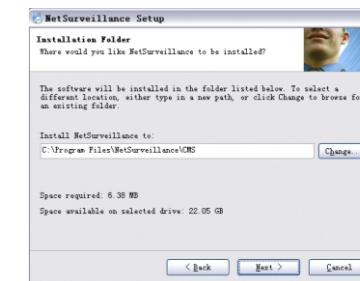 NetSurveillance Setup
Installation Folder
Where would you like NetSurveillance to be installed?
The software will be installed in the folder listed below. To select a
different location, either type in a new path, or click Change to browse fo
an existing folder.
Install NetSurveillance to:
C:\Program Files\NetSurveillance\CMS
Change...
Space required: 6.38 MB
Space available on selected drive: 22.05 GB
< Back
Next >
Cancel